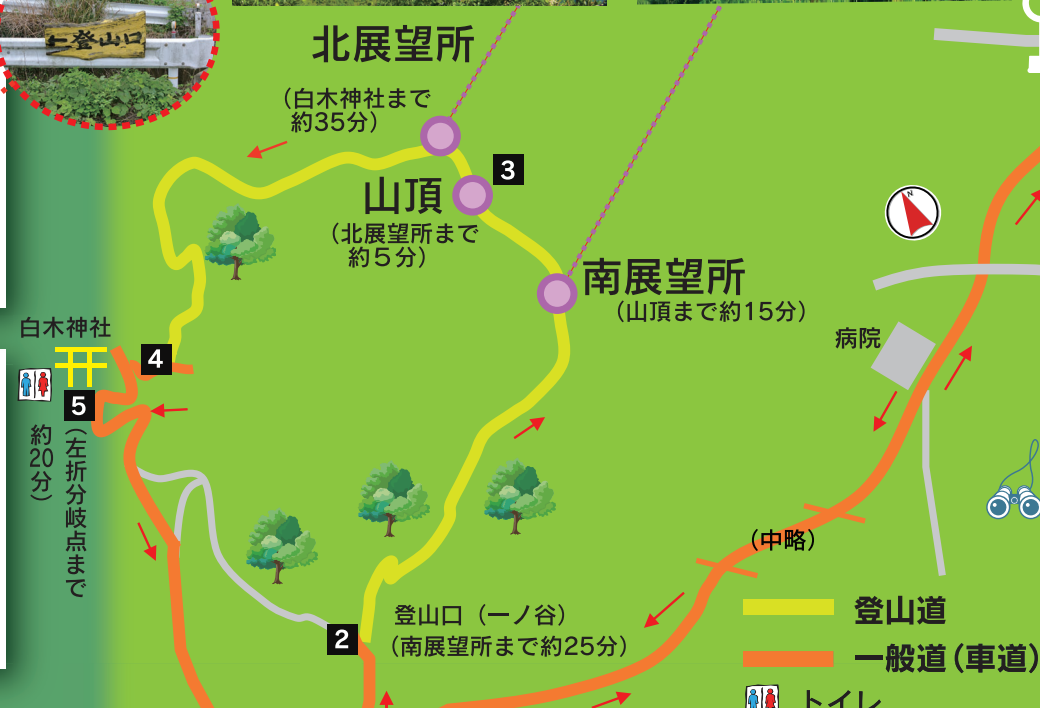 ←登山口
北展望所
(白木神社まで
約35分)
3
山頂
(北展望所まで
約5分)
N
南展望所
(山頂まで約15分)
病院
白木神社
4
5
(左折分岐点まで
約20分)
(中略)
2
登山口(一ノ谷)
(南展望所まで約25分)
登山道
一般道(車道)
トイレ